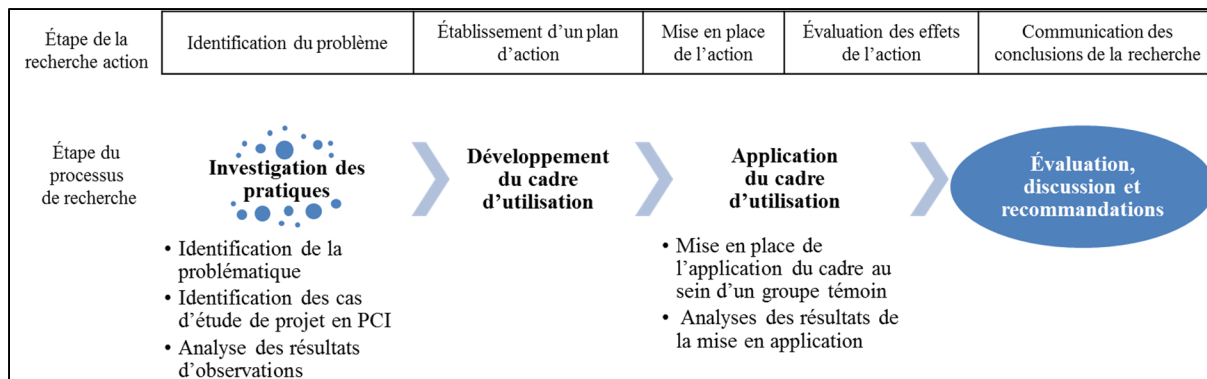 Étape de la
recherche action
Identification du problème
Établissement d'un plan
d'action
Mise en place
de l'action
Évaluation des effets
de l'action
Communication des
conclusions de la recherche
Étape du
processus
de recherche
Investigation des
pratiques
Développement
du cadre
d'utilisation
Application
du cadre
d'utilisation
Évaluation,
discussion et
recommandations
• Identification de la
problématique
• Identification des cas
d'étude de projet en PCI
• Analyse des résultats
d'observations
• Mise en place de
l'application du cadre au
sein d'un groupe témoin
• Analyses des résultats de
la mise en application